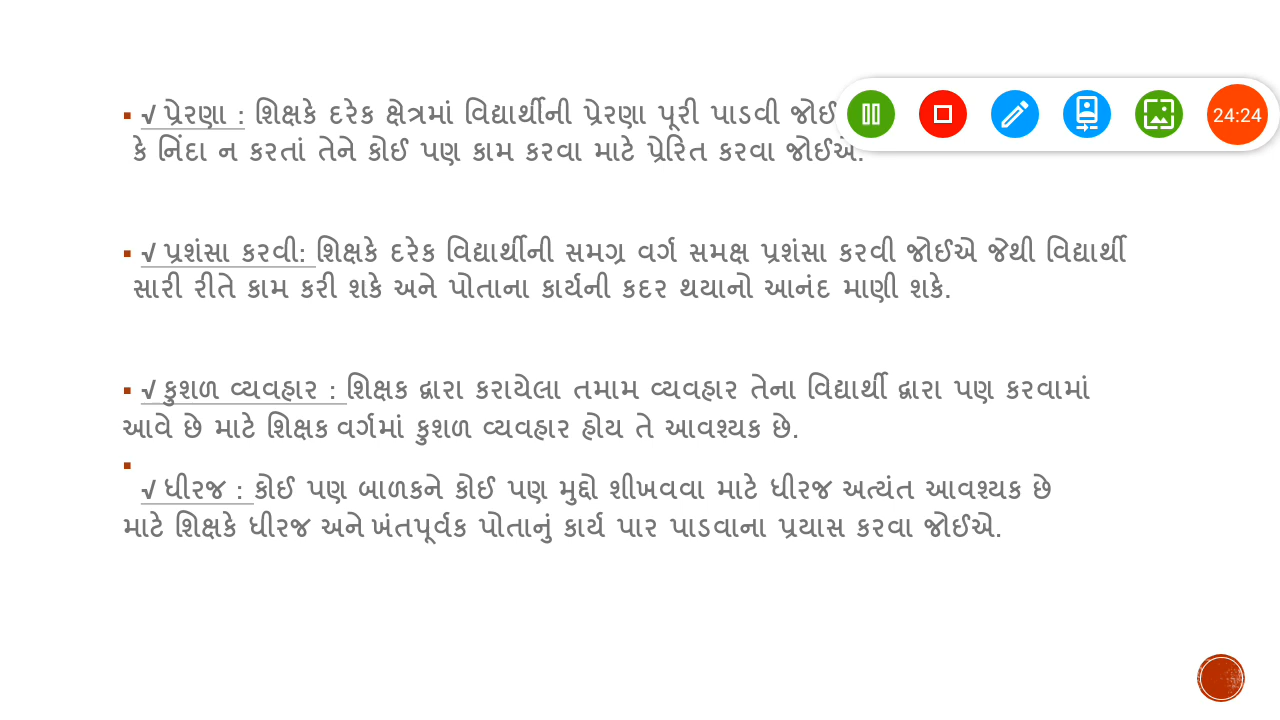 √ પ્રેરણા : શિક્ષકે દરેક ક્ષેત્રમાં વિદ્યાર્થીની પ્રેરણા પૂરી પાડવી
કે નિંદા ન કરતાં તેને કોઈ પણ કામ કરવા માટે પ્રેરિત કરવા જોઈએ.
√ પ્રશંસા કરવી: શિક્ષકે દરેક વિદ્યાર્થીની સમગ્ર વર્ગ સમક્ષ પ્રશંસા કરવી જોઈએ જેથી વિદ્યાર્થી
સારી રીતે કામ કરી શકે અને પોતાના કાર્યની કદર થયાનો આનંદ માણી શકે.
√ કુશળ વ્યવહાર : શિક્ષક દ્વારા કરાયેલા તમામ વ્યવહાર તેના વિદ્યાર્થી દ્વારા પણ કરવામાં
આવે છે માટે શિક્ષક વર્ગમાં કુશળ વ્યવહાર હોય તે આવશ્યક છે.
√ ધીરજ : કોઈ પણ બાળકને કોઈ પણ મુદ્દો શીખવવા માટે ધીરજ અત્યંત આવશ્યક છે
માટે શિક્ષકે ધીરજ અને ખંતપૂર્વક પોતાનું કાર્ય પાર પાડવાના પ્રયાસ કરવા જોઈએ.
24:24